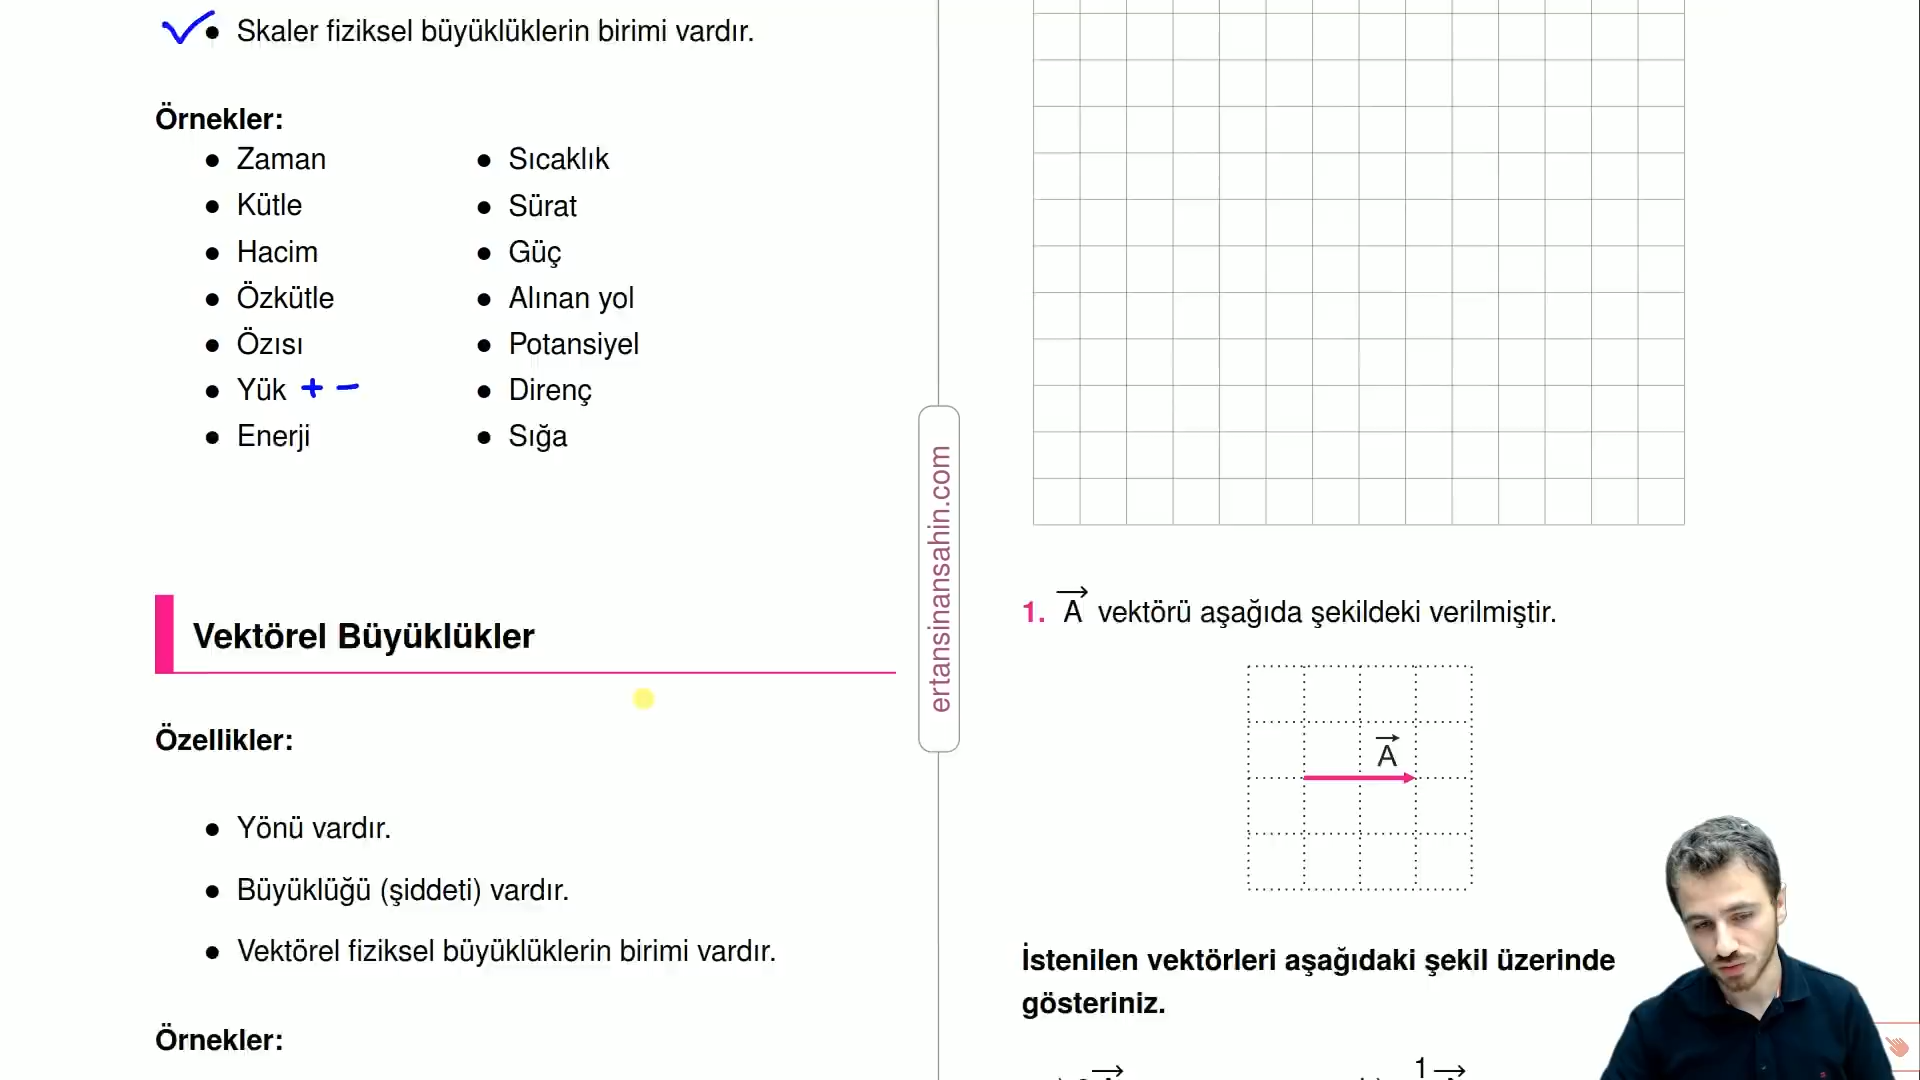 Skaler fiziksel büyüklüklerin birimi vardır.
Örnekler:
Zaman
Kütle
Hacim
Özkütle
Özısı
Yük + −
Enerji
Sıcaklık
Sürat
Güç
Alınan yol
Potansiyel
Direnç
Sığa
Vektörel Büyüklükler
Özellikler:
Yönü vardır.
Büyüklüğü (şiddeti) vardır.
Vektörel fiziksel büyüklüklerin birimi vardır.
Örnekler:
ertansinansahin.com
1. A vektörü aşağıda şekildeki verilmiştir.
A
İstenilen vektörleri aşağıdaki şekil üzerinde
gösteriniz.
1